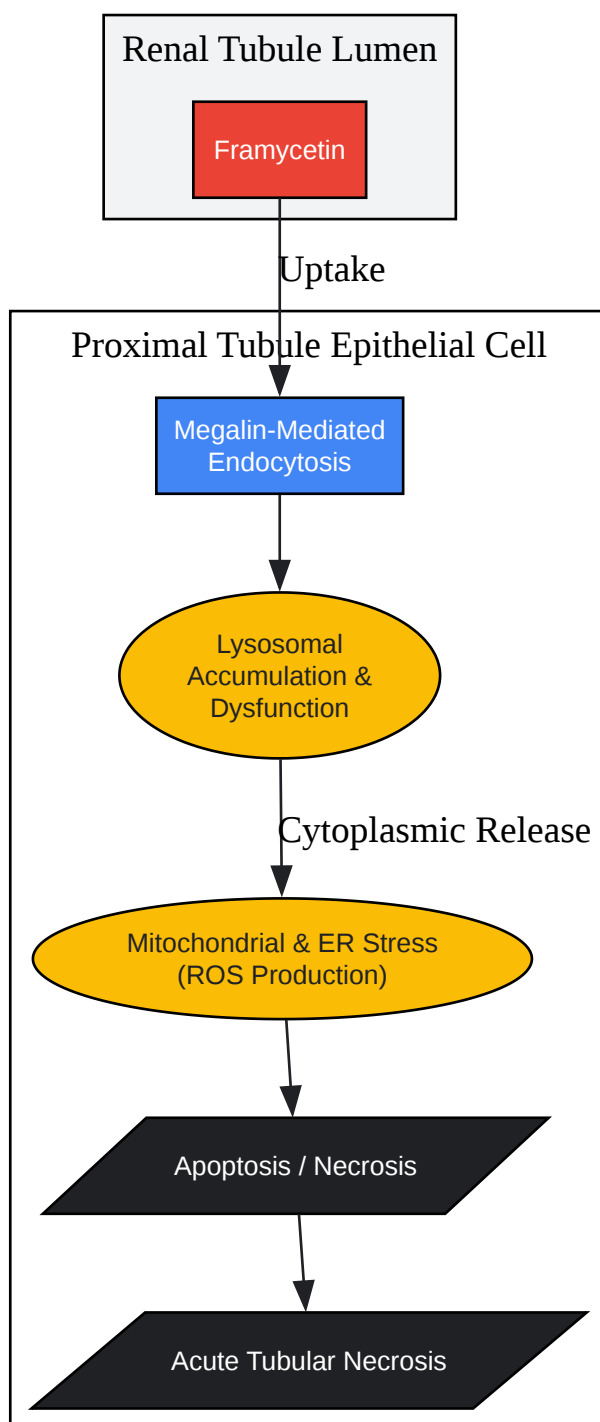 Renal Tubule Lumen
Framycetin
Uptake
Proximal Tubule Epithelial Cell
Megalin-Mediated
Endocytosis
Lysosomal
Accumulation &
Dysfunction
Cytoplasmic Release
Mitochondrial & ER Stress
(ROS Production)
Apoptosis / Necrosis
Acute Tubular Necrosis